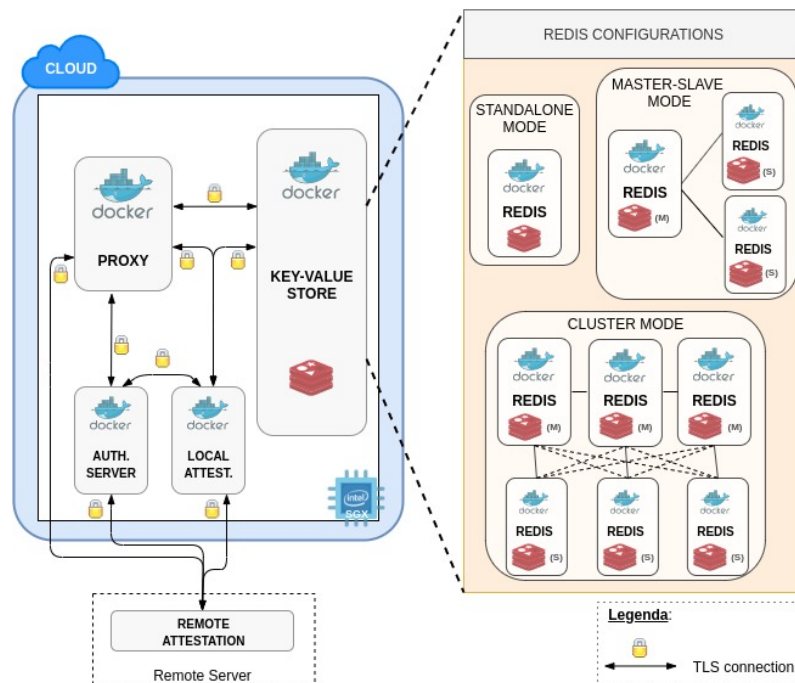 CLOUD
docker
PROXY
docker
KEY-VALUE
STORE
docker
AUTH.
SERVER
docker
LOCAL
ATTEST.
intel
SGX
REMOTE
ATTESTATION
Remote Server
REDIS CONFIGURATIONS
STANDALONE
MODE
docker
REDIS
MASTER-SLAVE
MODE
docker
REDIS
(M)
docker
REDIS
(S)
docker
REDIS
(S)
CLUSTER MODE
docker
REDIS
(M)
docker
REDIS
(M)
docker
REDIS
(M)
docker
REDIS
(S)
docker
REDIS
(S)
docker
REDIS
(S)
Legenda:
TLS connection